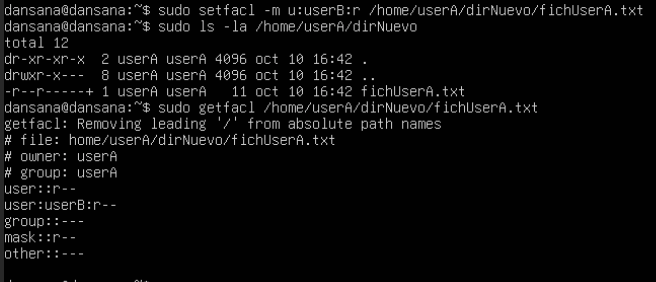 dansana@dansana:~$ sudo setfacl -m u:userB:r /home/userA/dirNuevo/fichUserA.txt
dansana@dansana:~$ sudo ls -la /home/userA/dirNuevo
total 12
dr-xr-xr-x  2 userA userA 4096 oct 10 16:42 .
drwxr-x---  8 userA userA 4096 oct 10 16:42 ..
-r--r-----+ 1 userA userA   11 oct 10 16:42 fichUserA.txt
dansana@dansana:~$ sudo getfacl /home/userA/dirNuevo/fichUserA.txt
getfacl: Removing leading '/' from absolute path names
# file: home/userA/dirNuevo/fichUserA.txt
# owner: userA
# group: userA
user::r--
user:userB:r--
group::---
mask::r--
other::---